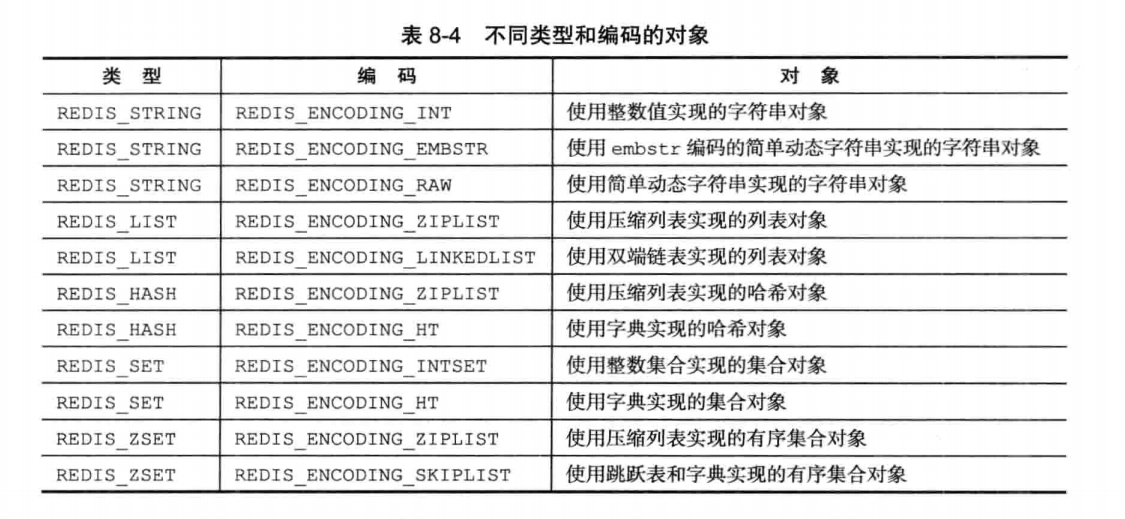 表 8-4 不同类型和编码的对象
类 型 编 码 对 象
REDIS_STRING REDIS_ENCODING_INT 使用整数值实现的字符串对象
REDIS_STRING REDIS_ENCODING_EMBSTR 使用 embstr 编码的简单动态字符串实现的字符串对象
REDIS_STRING REDIS_ENCODING_RAW 使用简单动态字符串实现的字符串对象
REDIS_LIST REDIS_ENCODING_ZIPLIST 使用压缩列表实现的列表对象
REDIS_LIST REDIS_ENCODING_LINKEDLIST 使用双端链表实现的列表对象
REDIS_HASH REDIS_ENCODING_ZIPLIST 使用压缩列表实现的哈希对象
REDIS_HASH REDIS_ENCODING_HT 使用字典实现的哈希对象
REDIS_SET REDIS_ENCODING_INTSET 使用整数集合实现的集合对象
REDIS_SET REDIS_ENCODING_HT 使用字典实现的集合对象
REDIS_ZSET REDIS_ENCODING_ZIPLIST 使用压缩列表实现的有序集合对象
REDIS_ZSET REDIS_ENCODING_SKIPLIST 使用跳跃表和字典实现的有序集合对象